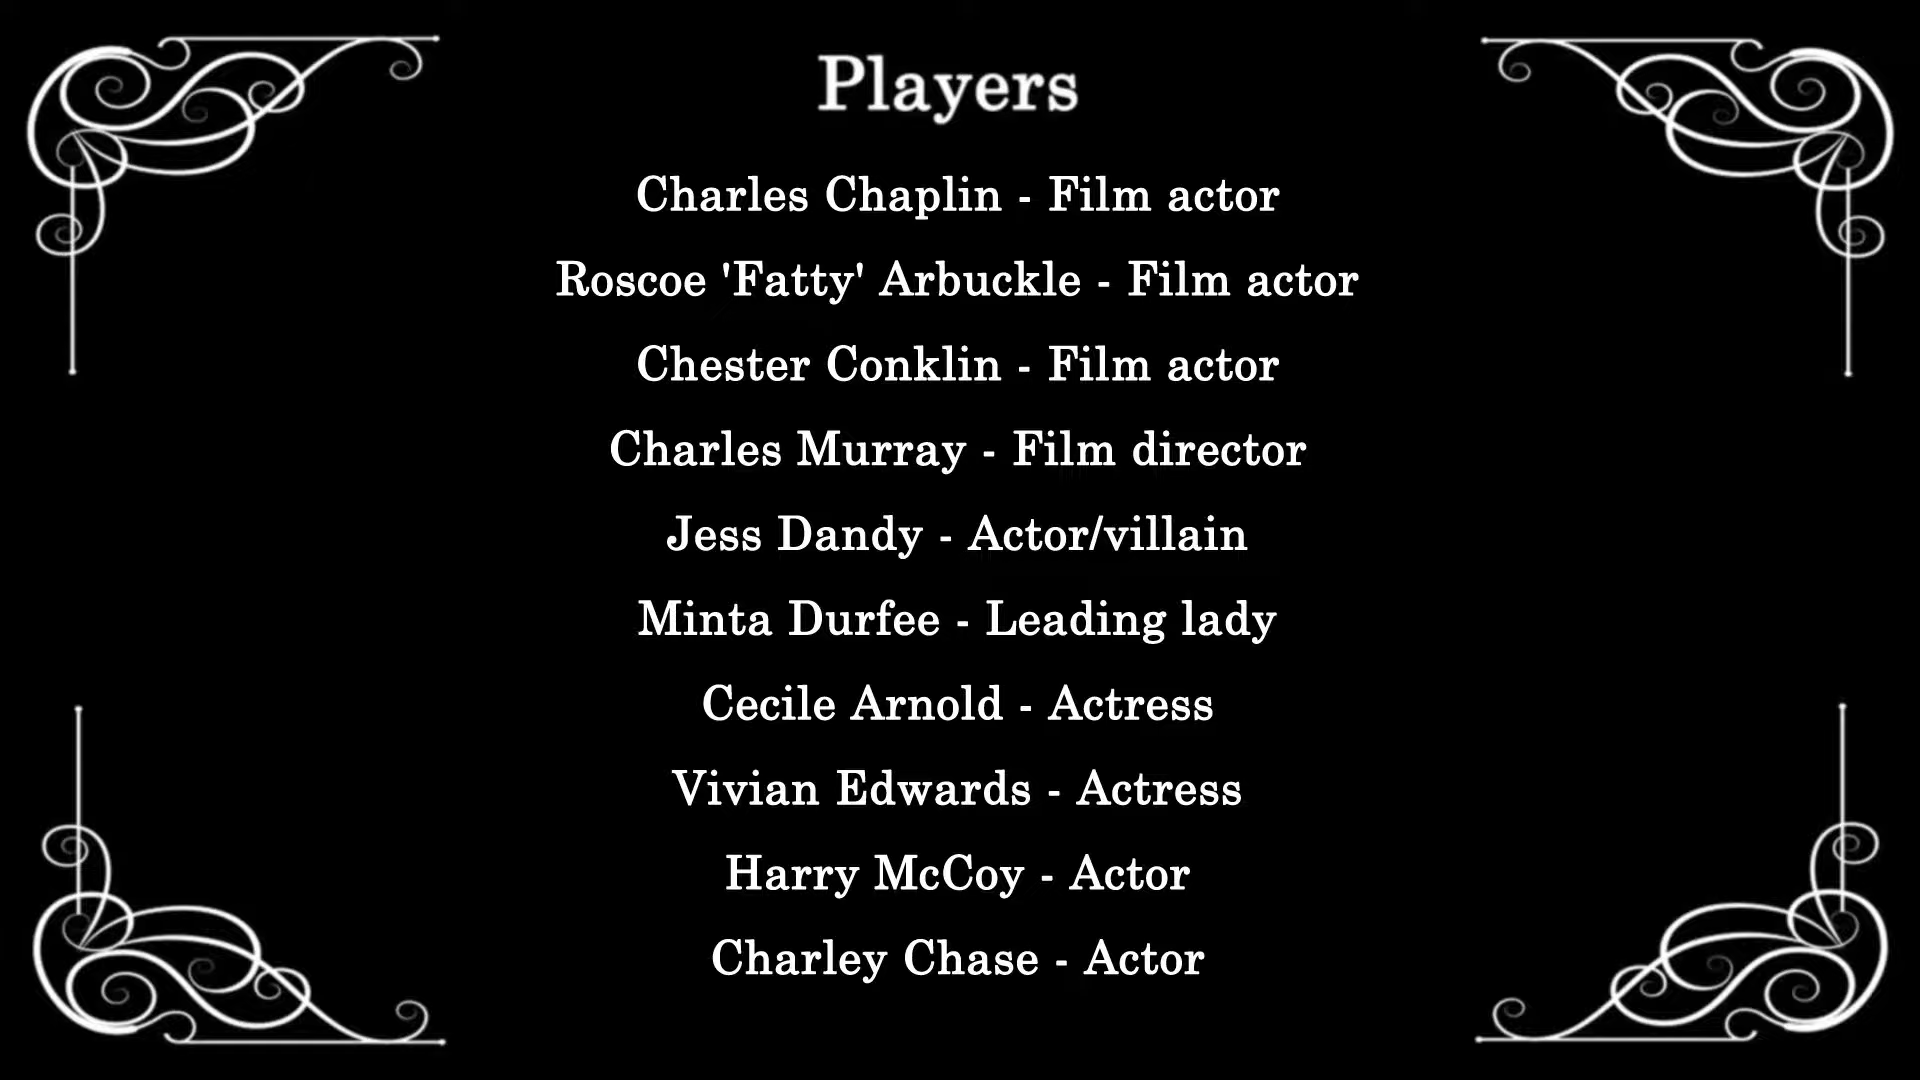 Players
Charles Chaplin - Film actor
Roscoe 'Fatty' Arbuckle - Film actor
Chester Conklin - Film actor
Charles Murray - Film director
Jess Dandy - Actor/villain
Minta Durfee - Leading lady
Cecile Arnold - Actress
Vivian Edwards - Actress
Harry McCoy - Actor
Charley Chase - Actor